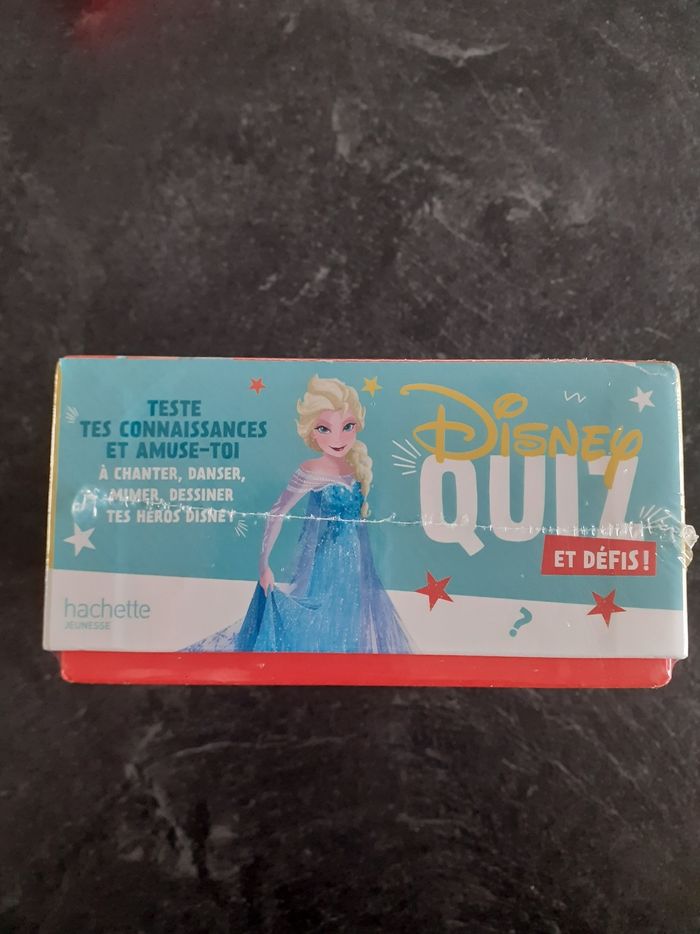 TESTE
TES CONNAISSANCES
ET AMUSE-TOI
À CHANTER, DANSER,
MIMER, DESSINER
TES HÉROS DISNEY
hachette
JEUNESSE
DISNEY
QUIZ
ET DÉFIS !
?